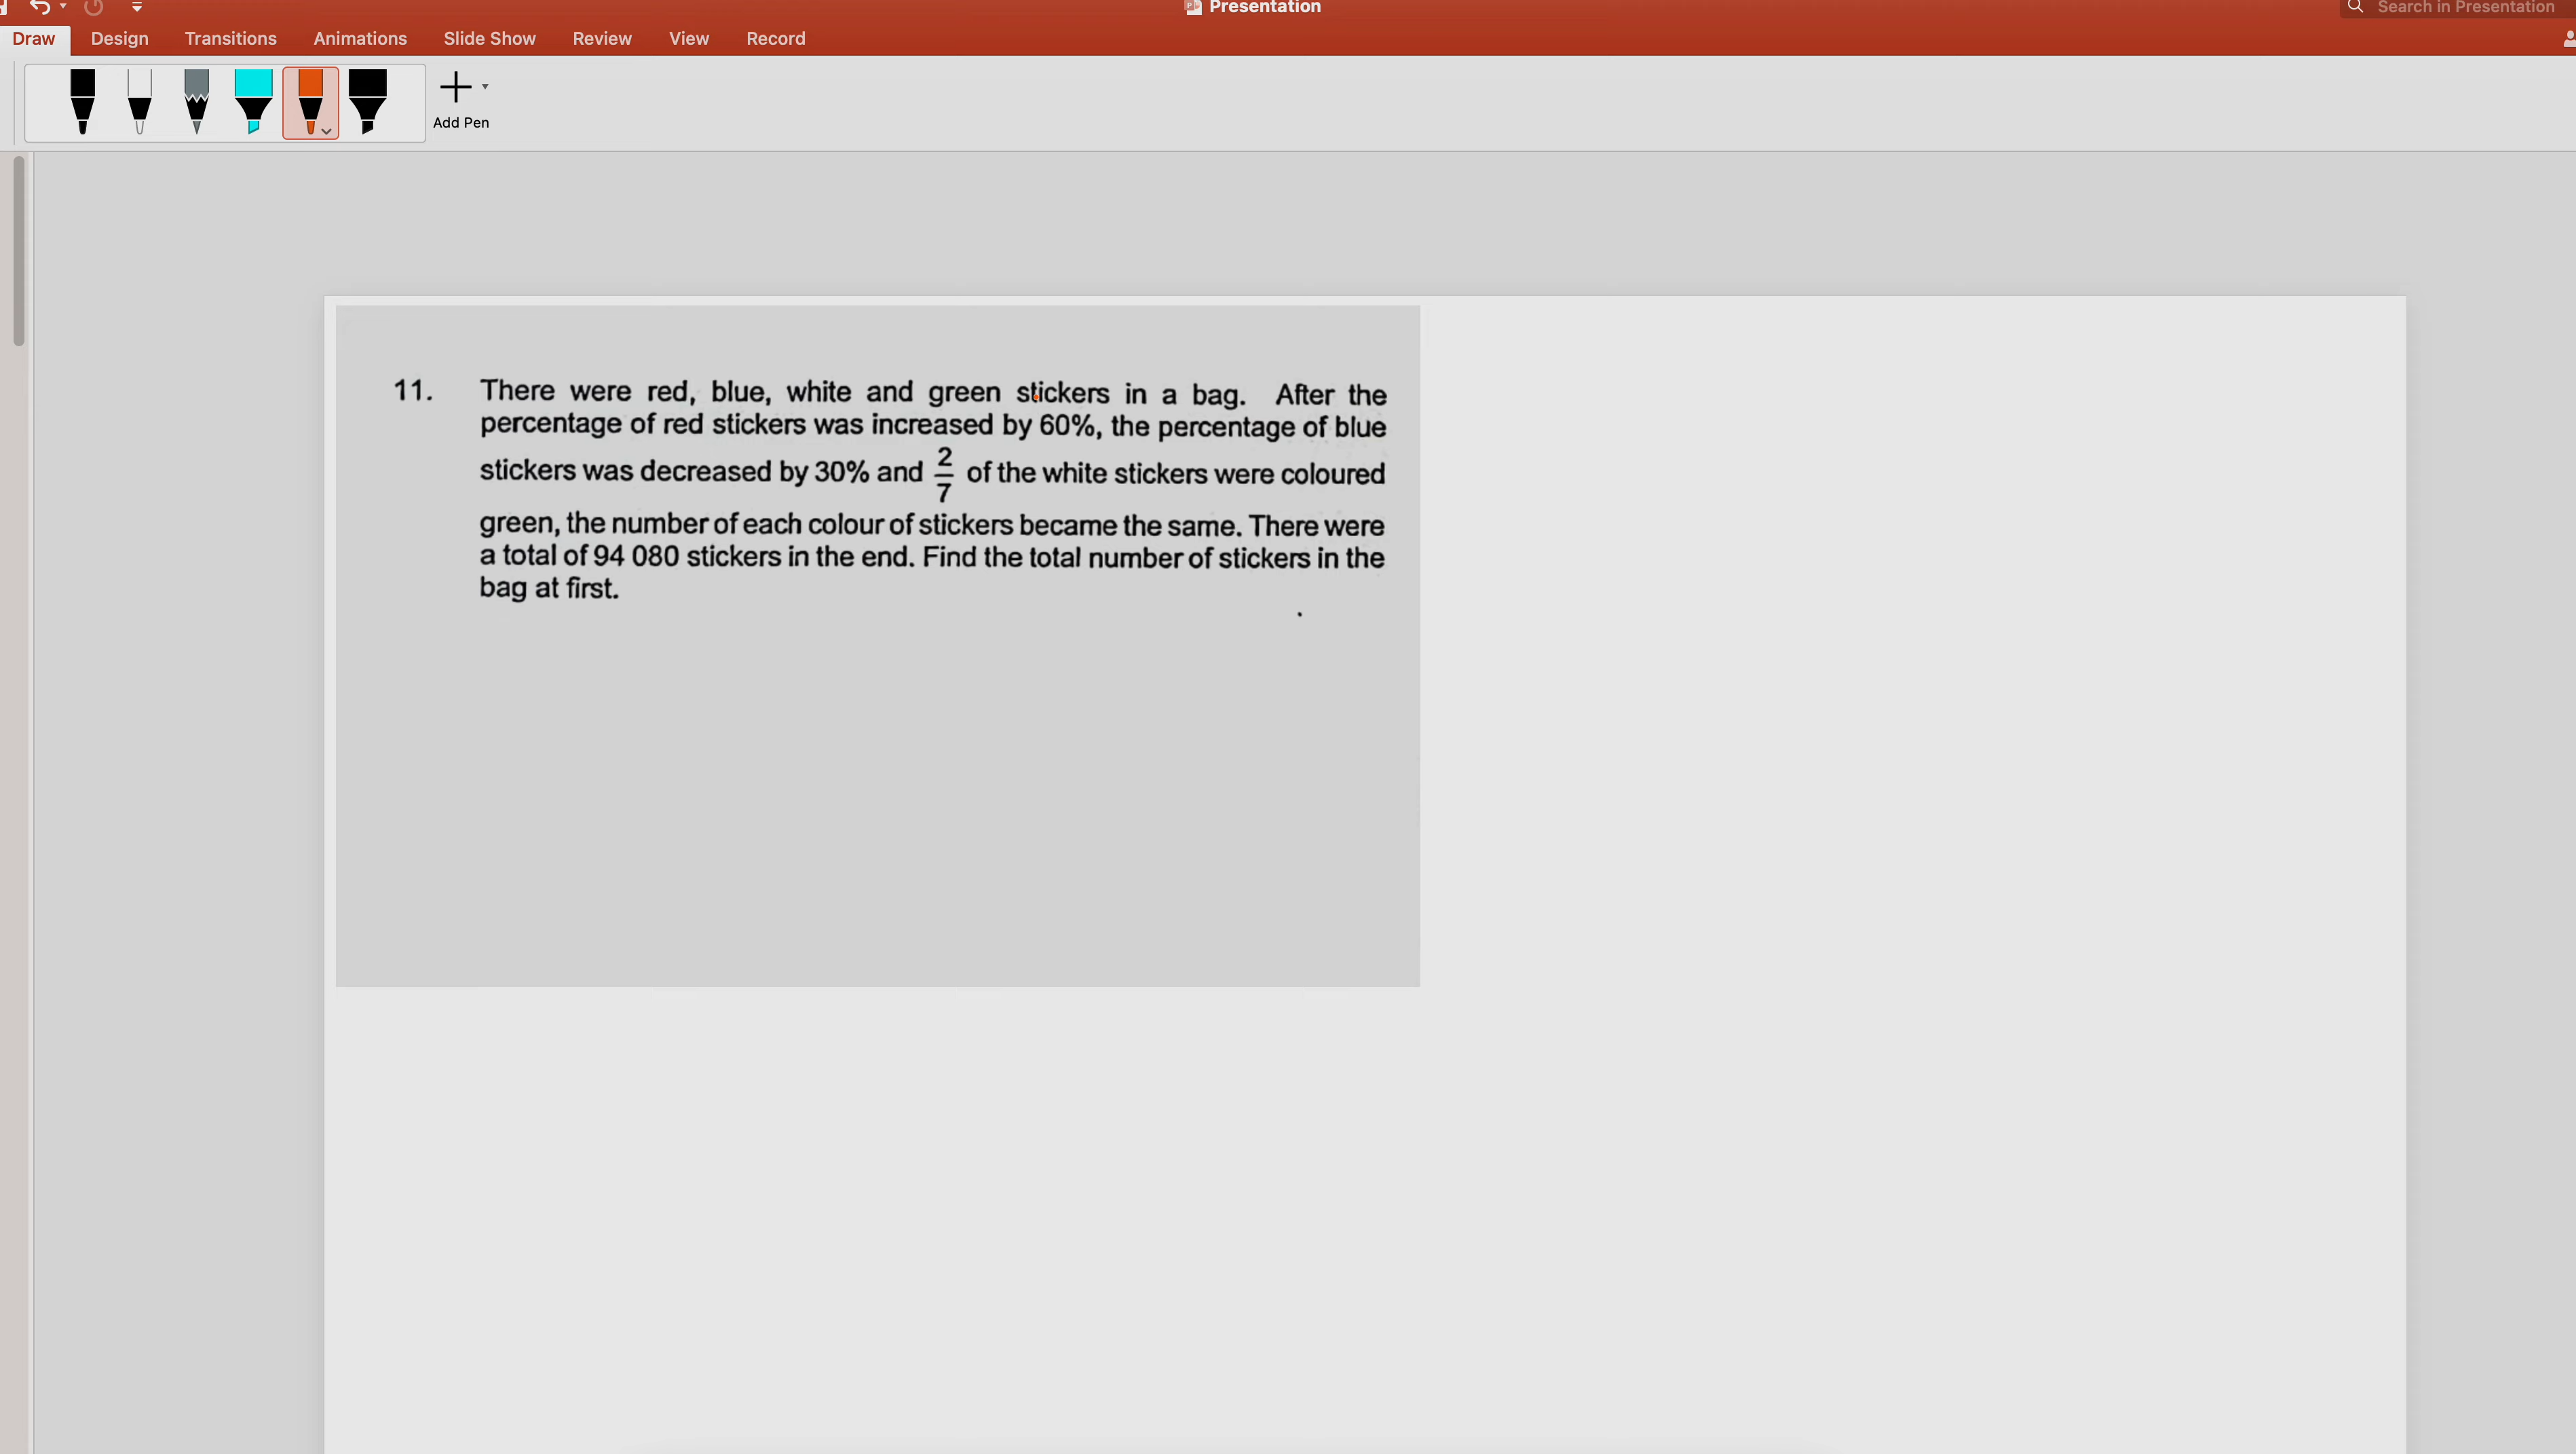 Presentation
Search in Presentation
Draw Design Transitions Animations Slide Show Review View Record
Add Pen
11. There were red, blue, white and green stickers in a bag. After the
percentage of red stickers was increased by 60%, the percentage of blue
stickers was decreased by 30% and 2/7 of the white stickers were coloured
green, the number of each colour of stickers became the same. There were
a total of 94 080 stickers in the end. Find the total number of stickers in the
bag at first.